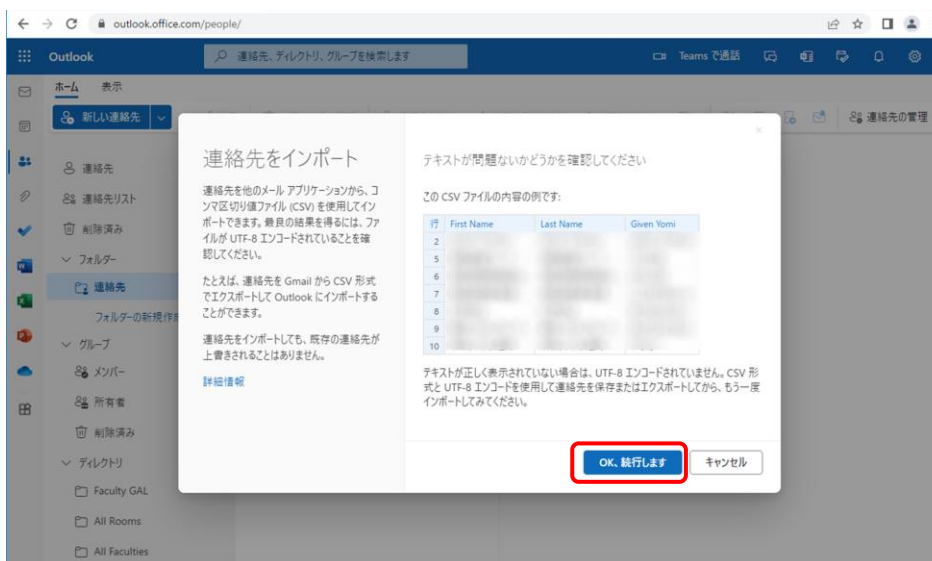 outlook.office.com/people/
Outlook
連絡先、ディレクトリ、グループを検索します
Teams で通話
ホーム 表示
新しい連絡先
連絡先の管理
連絡先
連絡先リスト
削除済み
フォルダー
連絡先
フォルダーの新規作成
グループ
メンバー
所有者
削除済み
ディレクトリ
Faculty GAL
All Rooms
All Faculties
連絡先をインポート
連絡先を他のメール アプリケーションから、コ
ンマ区切り値ファイル (CSV) を使用してイン
ポートできます。最良の結果を得るには、ファ
イルが UTF-8 エンコードされていることを確
認してください。
たとえば、連絡先を Gmail から CSV 形式
でエクスポートして Outlook にインポートする
ことができます。
連絡先をインポートしても、既存の連絡先が
上書きされることはありません。
詳細情報
テキストが問題ないかどうかを確認してください
この CSV ファイルの内容の例です:
行 First Name Last Name Given Yomi
2
5
6
7
8
9
10
テキストが正しく表示されていない場合は、UTF-8 エンコードされていません。CSV 形
式と UTF-8 エンコードを使用して連絡先を保存またはエクスポートしてから、もう一度
インポートしてみてください。
OK、続行します キャンセル